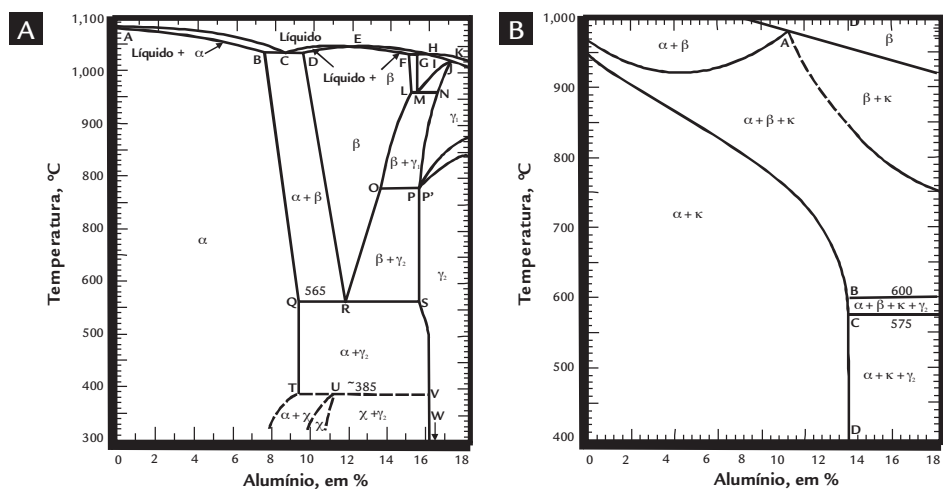 A
Temperatura, °C
1,100
1,000
900
800
800
600
500
400
300
A
Líquido
Líquido + α
B
C
D
E
Líquido + β
F
G
H
I
K
J
L
M
N
γ₁
β
β + γ₁
O
P
P'
α + β
α
β + γ₂
γ₂
565
Q
R
S
α + γ₂
T
U
~385
V
α + χ
χ
χ + γ₂
W
0 2 4 6 8 10 12 14 16 18
Alumínio, em %
B
Temperatura, °C
1,000
900
800
700
600
500
400
D
α + β
A
β
β + κ
α + β + κ
α + κ
B
600
α + β + κ + γ₂
C
575
α + κ + γ₂
D
0 2 4 6 8 10 12 14 16 18
Alumínio, em %